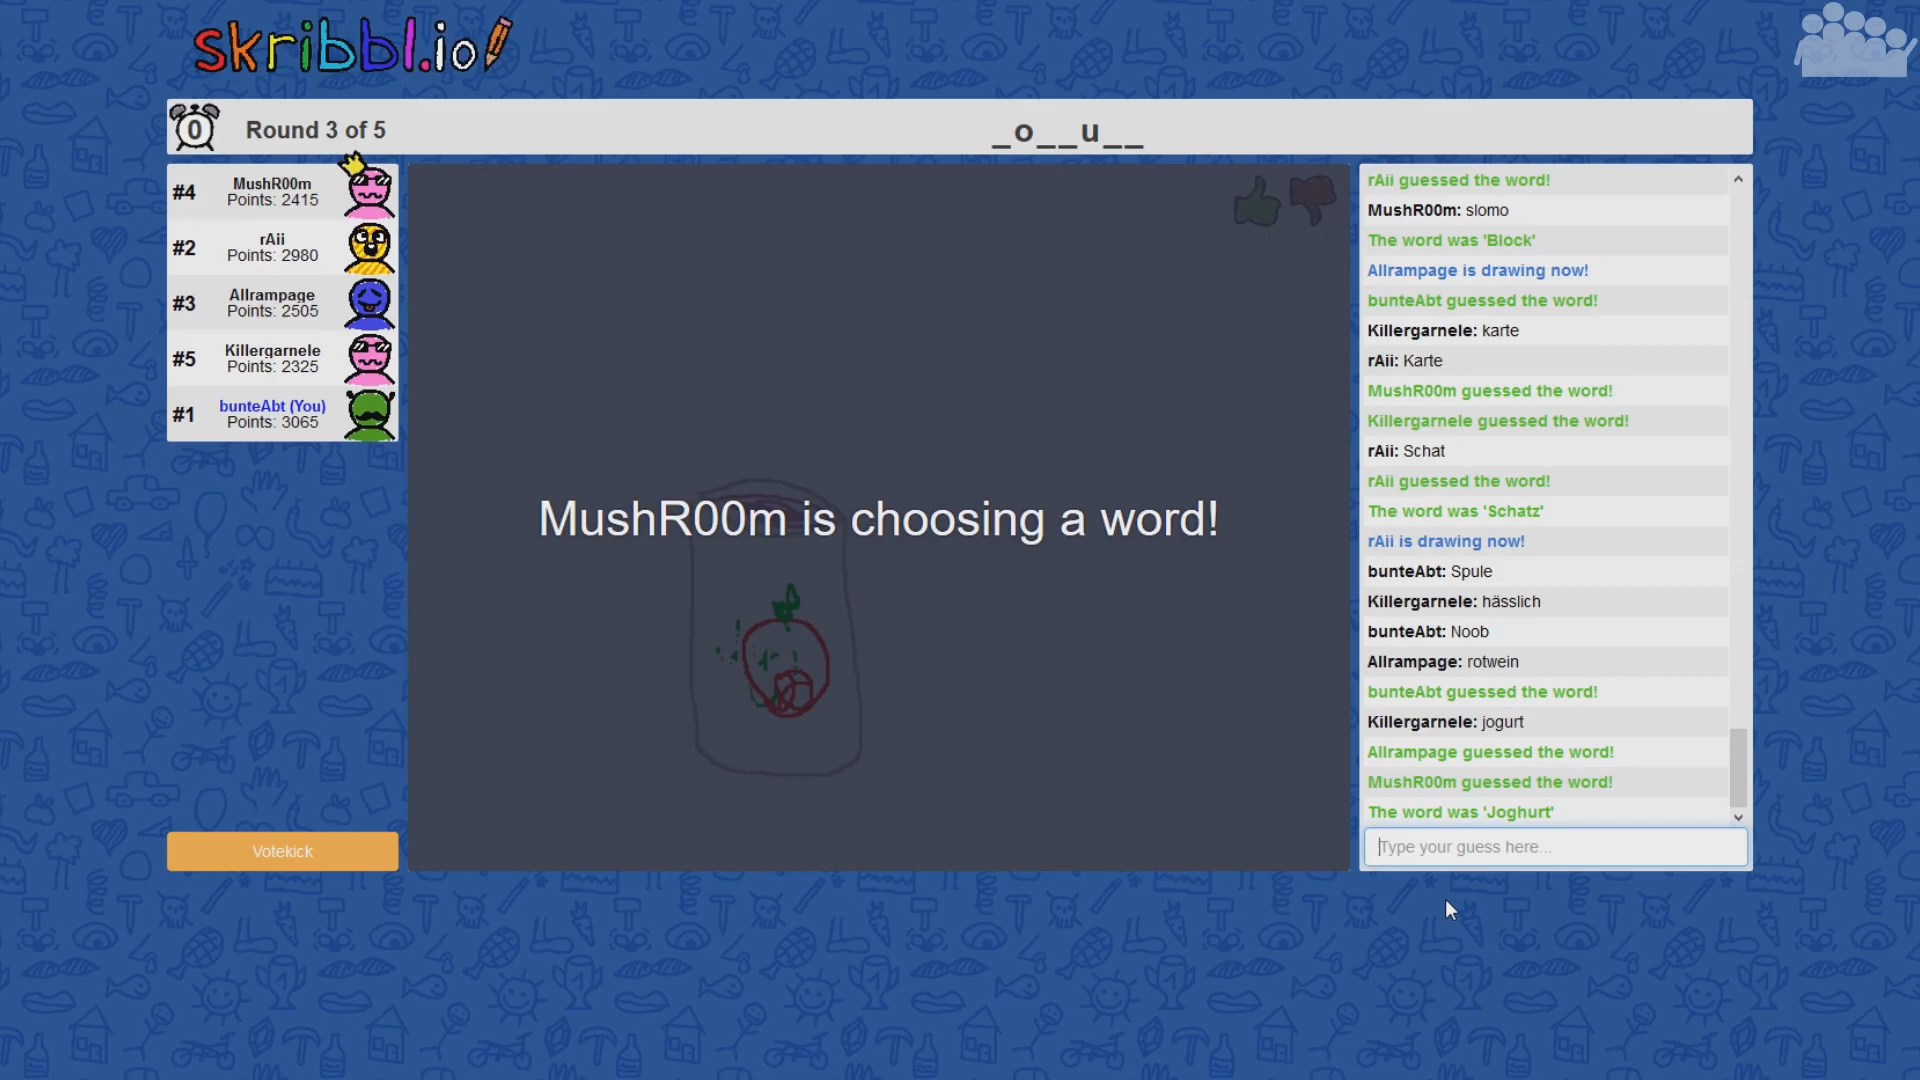 skribbl.io
0
Round 3 of 5
_o__u__
#4
MushR00m
Points: 2415
#2
rAii
Points: 2980
#3
Allrampage
Points: 2505
#5
Killergarnele
Points: 2325
#1
bunteAbt (You)
Points: 3065
Votekick
MushR00m is choosing a word!
rAii guessed the word!
MushR00m: slomo
The word was 'Block'
Allrampage is drawing now!
bunteAbt guessed the word!
Killergarnele: karte
rAii: Karte
MushR00m guessed the word!
Killergarnele guessed the word!
rAii: Schat
rAii guessed the word!
The word was 'Schatz'
rAii is drawing now!
bunteAbt: Spule
Killergarnele: hässlich
bunteAbt: Noob
Allrampage: rotwein
bunteAbt guessed the word!
Killergarnele: jogurt
Allrampage guessed the word!
MushR00m guessed the word!
The word was 'Joghurt'
Type your guess here...